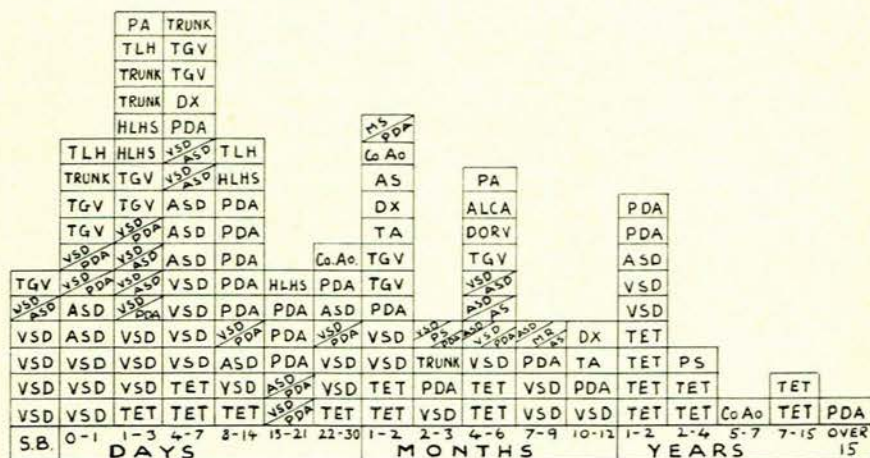 PA TRUNK
TLH TGV
TRUNK TGV
TRUNK DX
HLHS PDA MS PDA
TLH HLHS VSD ASD TLH Co Ao
TRUNK TGV VSD ASD HLHS AS PA
TGV TGV ASD PDA DX ALCA PDA
TGV VSD PDA ASD PDA TA DORV PDA
VSD PDA VSD ASD ASD PDA Co.Ao. TGV TGV ASD
TGV VSD PDA VSD ASD VSD PDA HLHS PDA TGV VSD ASD VSD
VSD ASD ASD VSD PDA VSD PDA PDA ASD PDA ASD AS VSD
VSD ASD VSD VSD VSD PDA PDA VSD PDA VSD VSD PS PDA ASD VSD PDA ASD MR AS DX TET
VSD VSD VSD VSD ASD PDA VSD VSD TRUNK VSD PDA TA TET PS
VSD VSD VSD TET VSD ASD PDA VSD TET PDA TET VSD PDA TET TET TET
VSD VSD TET TET TET VSD PDA TET TET VSD TET VSD VSD TET TET CoAo TET PDA
S.B. 0-1 1-3 4-7 8-14 15-21 22-30 1-2 2-3 4-6 7-9 10-12 1-2 2-4 5-7 7-15 OVER 15
DAYS MONTHS YEARS